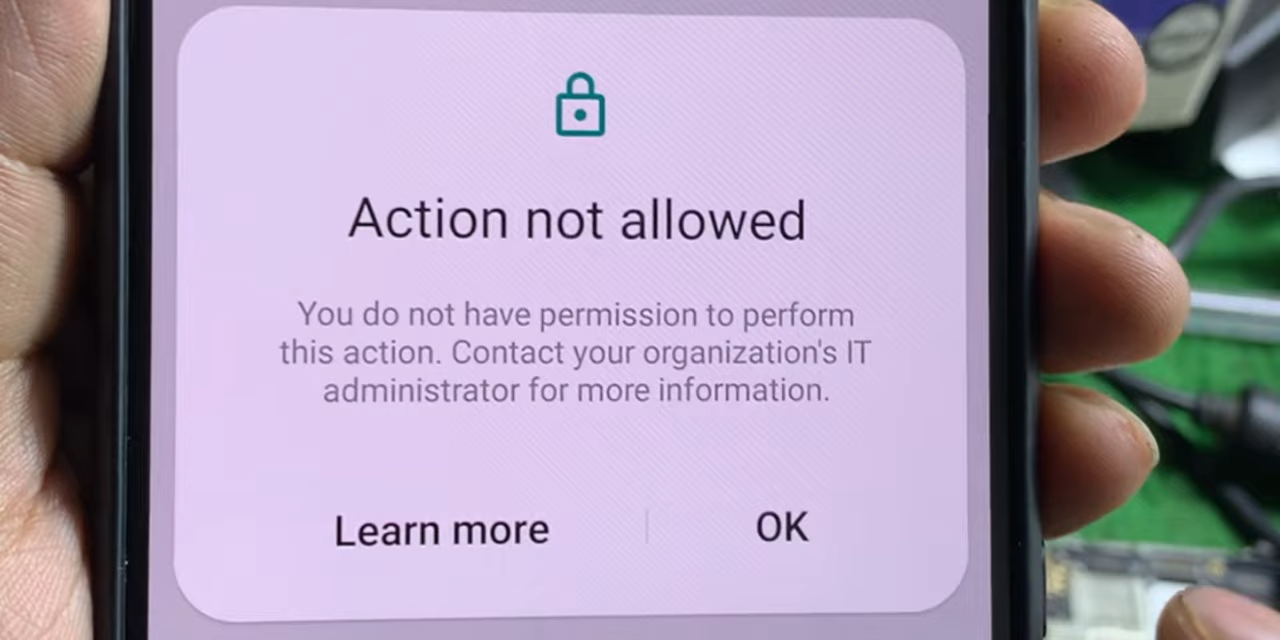 Action not allowed
You do not have permission to perform
this action. Contact your organization's IT
administrator for more information.
Learn more
OK